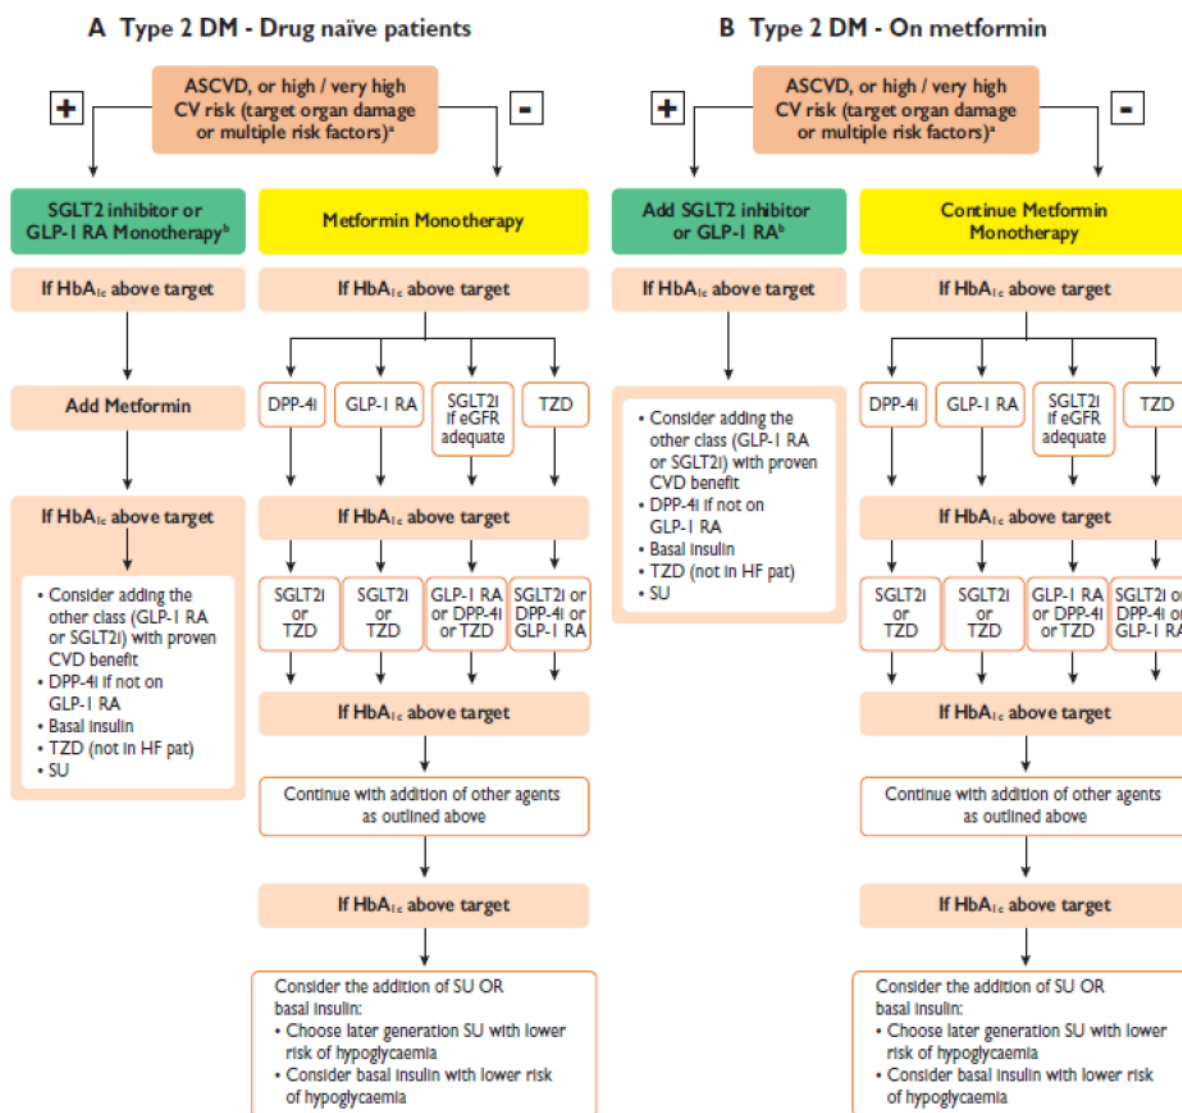 A Type 2 DM - Drug naïve patients
+
ASCVD, or high / very high
CV risk (target organ damage
or multiple risk factors)ª
-
SGLT2 inhibitor or
GLP-1 RA Monotherapyᵇ
Metformin Monotherapy
If HbA₁c above target
If HbA₁c above target
Add Metformin
DPP-4i
GLP-1 RA
SGLT2i
if eGFR
adequate
TZD
If HbA₁c above target
If HbA₁c above target
• Consider adding the
other class (GLP-1 RA
or SGLT2i) with proven
CVD benefit
• DPP-4i if not on
GLP-1 RA
• Basal insulin
• TZD (not in HF pat)
• SU
SGLT2i
or
TZD
SGLT2i
or
TZD
GLP-1 RA
or DPP-4i
or TZD
SGLT2i or
DPP-4i or
GLP-1 RA
If HbA₁c above target
Continue with addition of other agents
as outlined above
If HbA₁c above target
Consider the addition of SU OR
basal insulin:
• Choose later generation SU with lower
risk of hypoglycaemia
• Consider basal insulin with lower risk
of hypoglycaemia
B Type 2 DM - On metformin
+
ASCVD, or high / very high
CV risk (target organ damage
or multiple risk factors)ª
-
Add SGLT2 inhibitor
or GLP-1 RAᵇ
Continue Metformin
Monotherapy
If HbA₁c above target
If HbA₁c above target
• Consider adding the
other class (GLP-1 RA
or SGLT2i) with proven
CVD benefit
• DPP-4i if not on
GLP-1 RA
• Basal insulin
• TZD (not in HF pat)
• SU
DPP-4i
GLP-1 RA
SGLT2i
if eGFR
adequate
TZD
If HbA₁c above target
SGLT2i
or
TZD
SGLT2i
or
TZD
GLP-1 RA
or DPP-4i
or TZD
SGLT2i or
DPP-4i or
GLP-1 RA
If HbA₁c above target
Continue with addition of other agents
as outlined above
If HbA₁c above target
Consider the addition of SU OR
basal insulin:
• Choose later generation SU with lower
risk of hypoglycaemia
• Consider basal insulin with lower risk
of hypoglycaemia